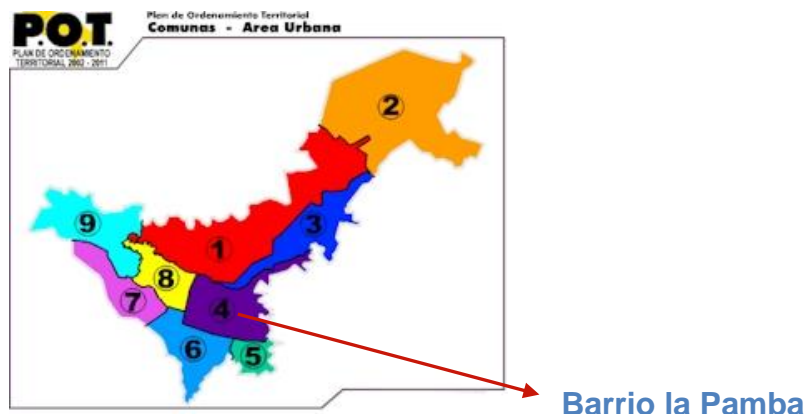 Plan de Ordenamiento Territorial
Comunas - Area Urbana
P.O.T.
PLAN DE ORDENAMIENTO
TERRITORIAL 2002 - 2011
2
9
3
1
8
7
4
6
5
Barrio la Pamba